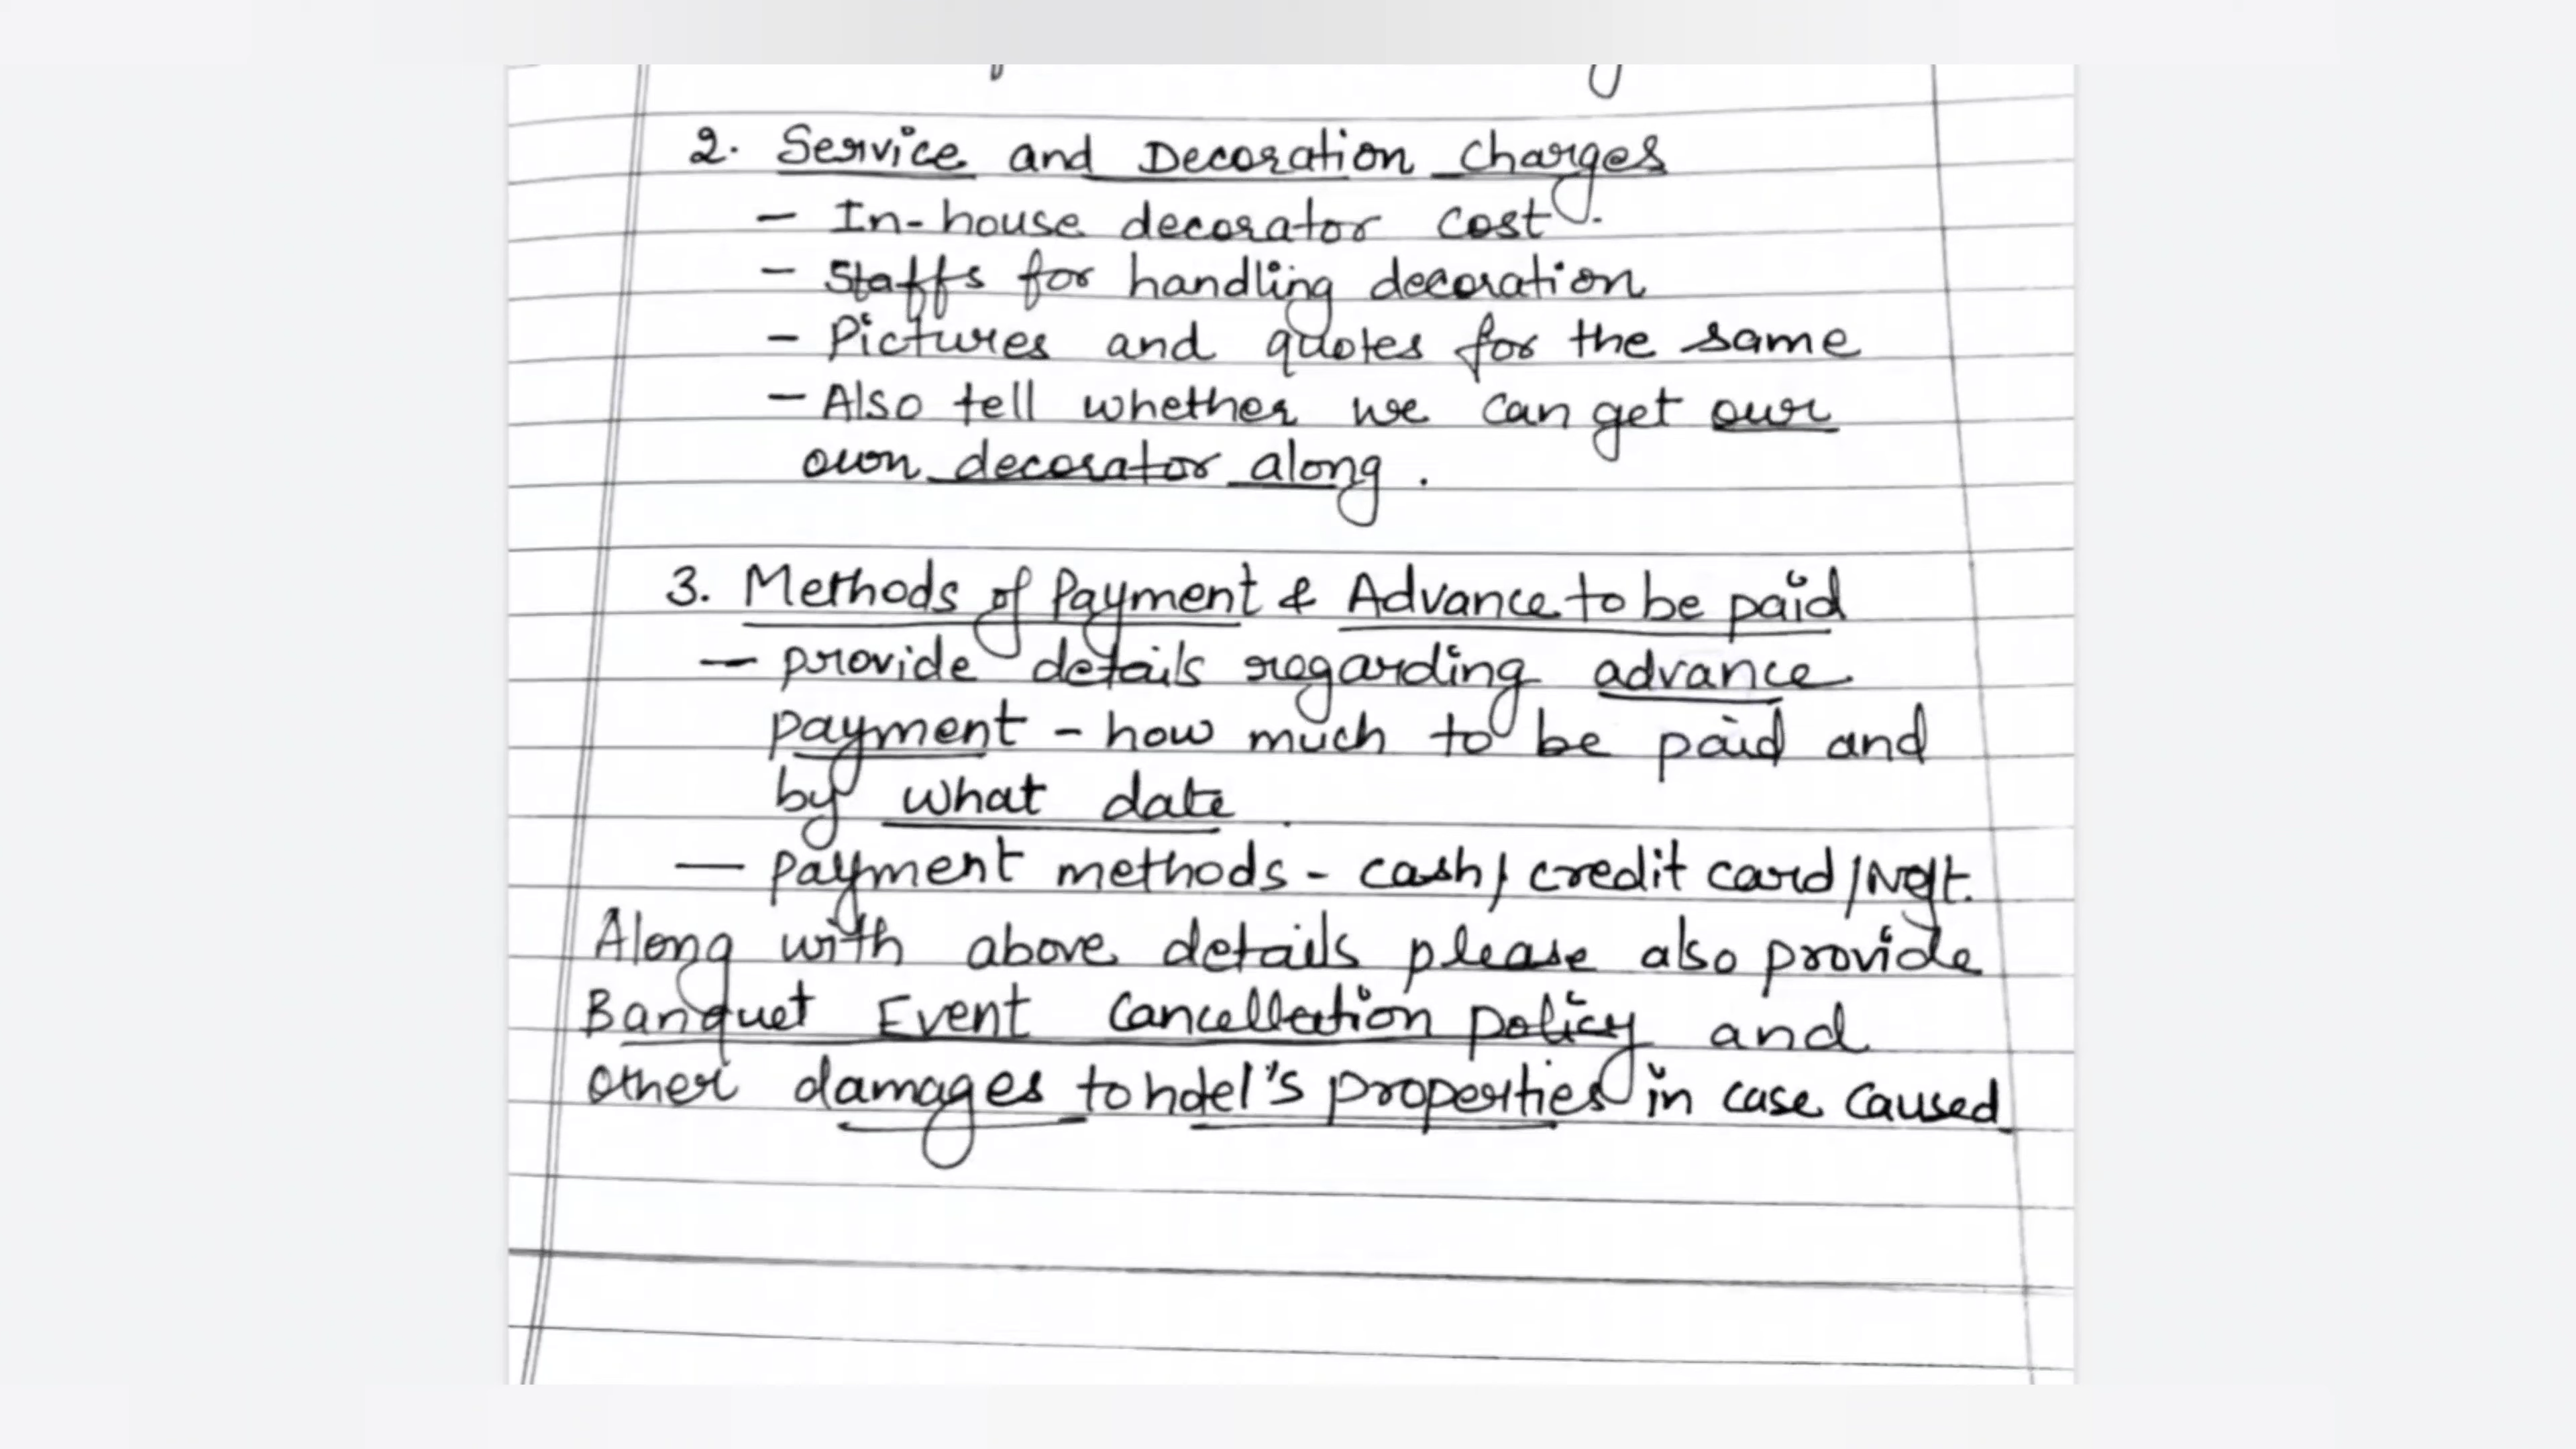 2. Service and Decoration Charges
- In-house decorator cost.
- Staffs for handling decoration
- Pictures and quotes for the same
- Also tell whether we can get our
own decorator along.
3. Methods of Payment & Advance to be paid
- provide details regarding advance
payment - how much to be paid and
by what date.
- payment methods - cash/credit card/Neft.
Along with above details please also provide
Banquet Event Cancellation policy and
other damages to hotel's properties in case caused